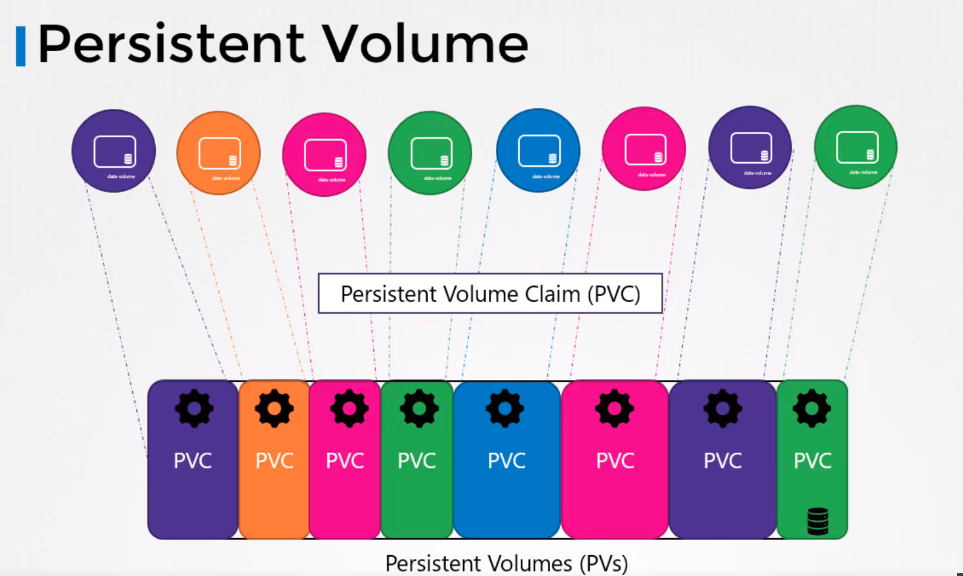 Persistent Volume
data-volume
data-volume
data-volume
data-volume
data-volume
data-volume
data-volume
data-volume
Persistent Volume Claim (PVC)
PVC
PVC
PVC
PVC
PVC
PVC
PVC
PVC
Persistent Volumes (PVs)